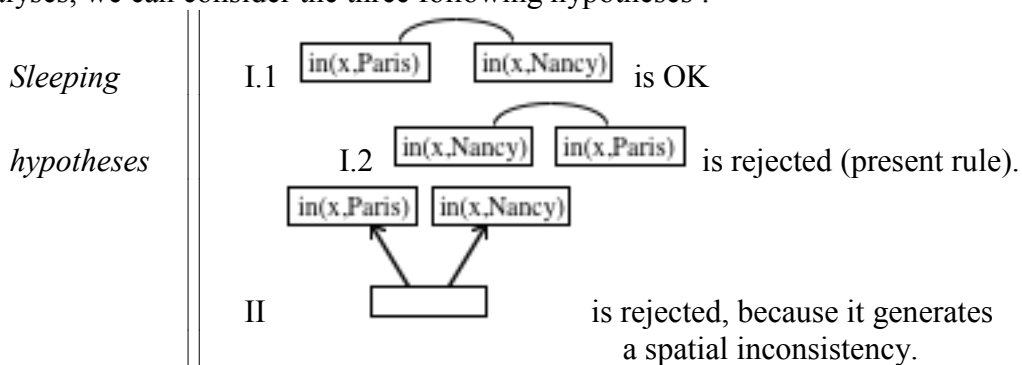 alyses, we can consider the three following hypotheses :
Sleeping I.1 in(x,Paris) in(x,Nancy) is OK
hypotheses I.2 in(x,Nancy) in(x,Paris) is rejected (present rule).
in(x,Paris) in(x,Nancy)
II is rejected, because it generates
a spatial inconsistency.